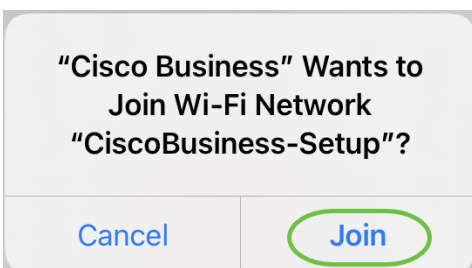 “Cisco Business” Wants to
Join Wi-Fi Network
“CiscoBusiness-Setup”?
Cancel
Join